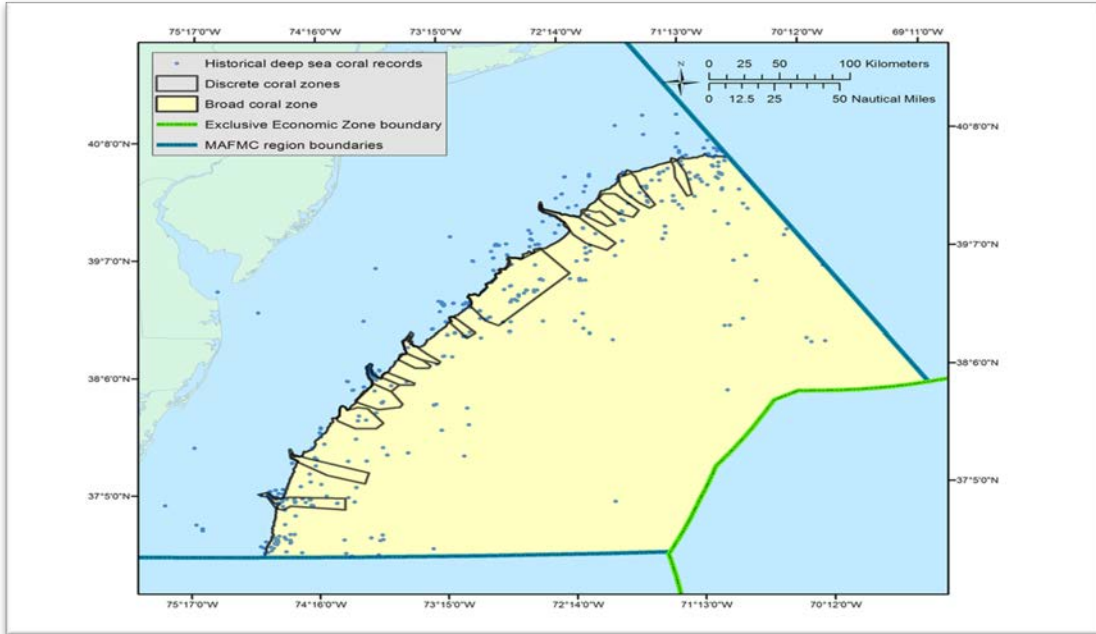 75°17'0"W 74°16'0"W 73°15'0"W 72°14'0"W 71°13'0"W 70°12'0"W 69°11'0"W
Historical deep sea coral records
Discrete coral zones
Broad coral zone
Exclusive Economic Zone boundary
MAFMC region boundaries
N
0 25 50 100 Kilometers
0 12.5 25 50 Nautical Miles
40°8'0"N 40°8'0"N
39°7'0"N 39°7'0"N
38°6'0"N 38°6'0"N
37°5'0"N 37°5'0"N
75°17'0"W 74°16'0"W 73°15'0"W 72°14'0"W 71°13'0"W 70°12'0"W